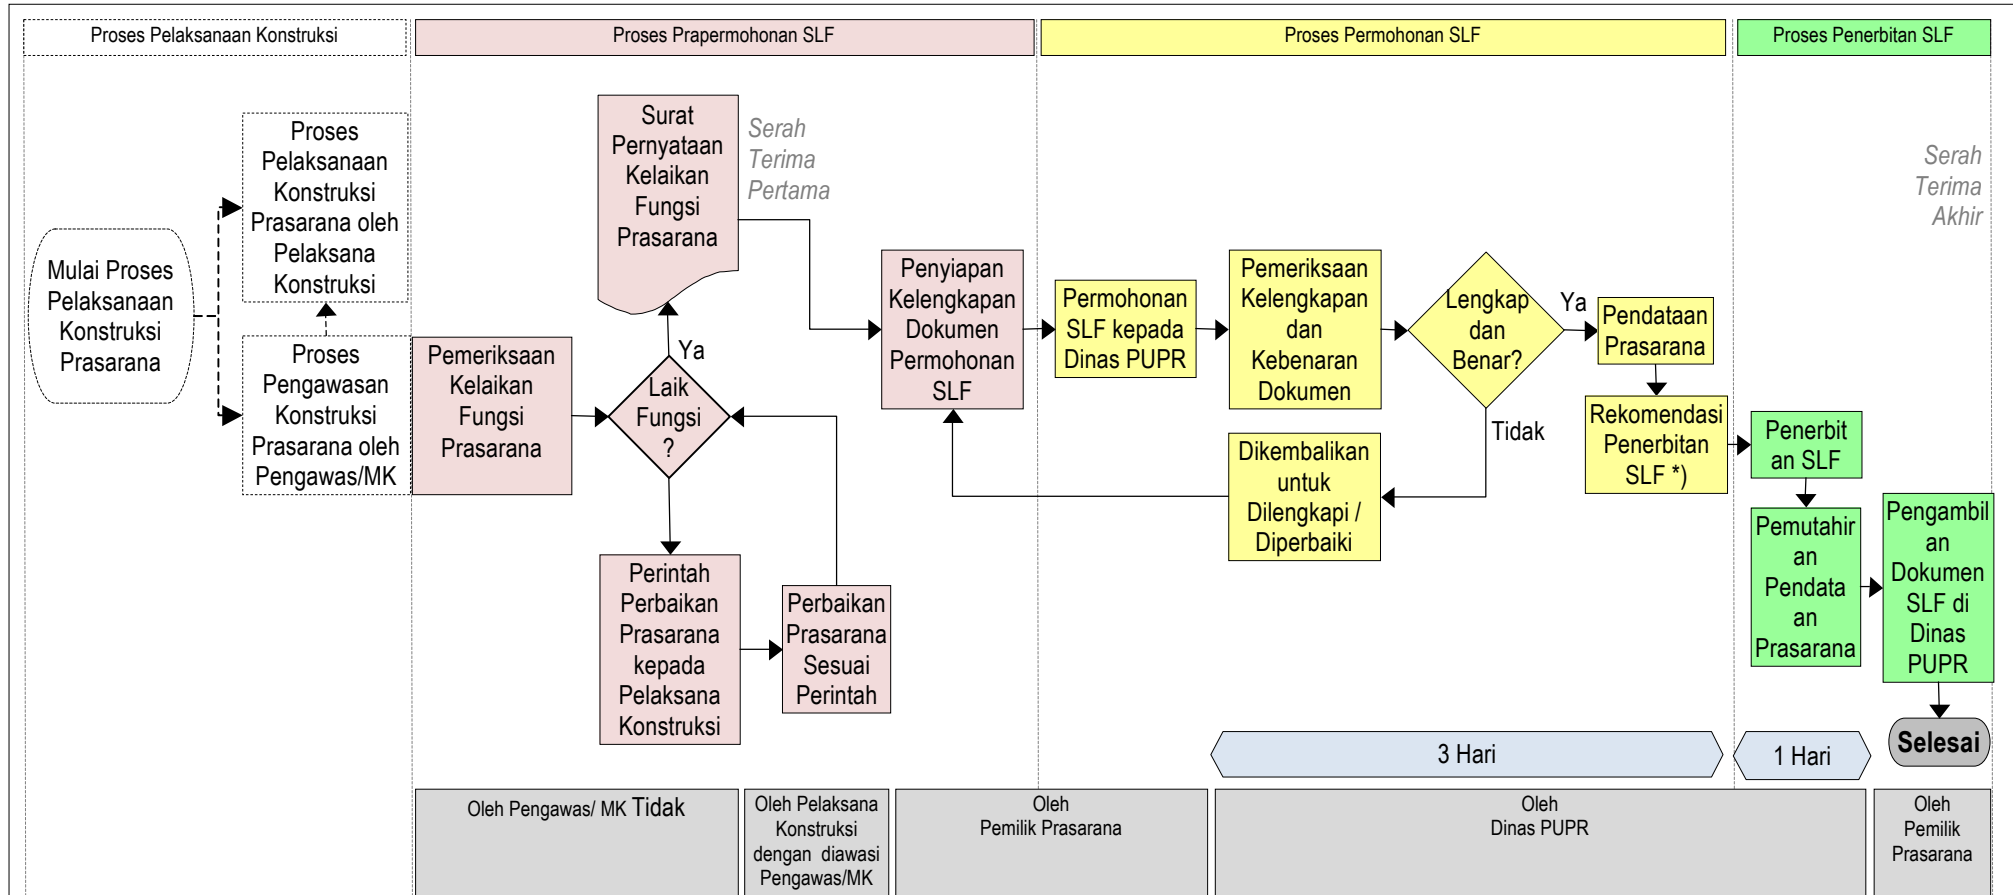 Proses Pelaksanaan Konstruksi
Proses Prapermohonan SLF
Proses Permohonan SLF
Proses Penerbitan SLF
Mulai Proses
Pelaksanaan
Konstruksi
Prasarana
Proses
Pelaksanaan
Konstruksi
Prasarana oleh
Pelaksana
Konstruksi
Proses
Pengawasan
Konstruksi
Prasarana oleh
Pengawas/MK
Pemeriksaan
Kelaikan
Fungsi
Prasarana
Surat
Pernyataan
Kelaikan
Fungsi
Prasarana
Serah
Terima
Pertama
Ya
Laik
Fungsi
?
Perintah
Perbaikan
Prasarana
kepada
Pelaksana
Konstruksi
Perbaikan
Prasarana
Sesuai
Perintah
Penyiapan
Kelengkapan
Dokumen
Permohonan
SLF
Permohonan
SLF kepada
Dinas PUPR
Pemeriksaan
Kelengkapan
dan
Kebenaran
Dokumen
Lengkap
dan
Benar?
Ya
Tidak
Dikembalikan
untuk
Dilengkapi /
Diperbaiki
Pendataan
Prasarana
Rekomendasi
Penerbitan
SLF *)
Serah
Terima
Akhir
Penerbit
an SLF
Pemutahir
an
Pendata
an
Prasarana
Pengambil
an
Dokumen
SLF di
Dinas
PUPR
Selesai
3 Hari
1 Hari
Oleh Pengawas/ MK Tidak
Oleh Pelaksana
Konstruksi
dengan diawasi
Pengawas/MK
Oleh
Pemilik Prasarana
Oleh
Dinas PUPR
Oleh
Pemilik
Prasarana